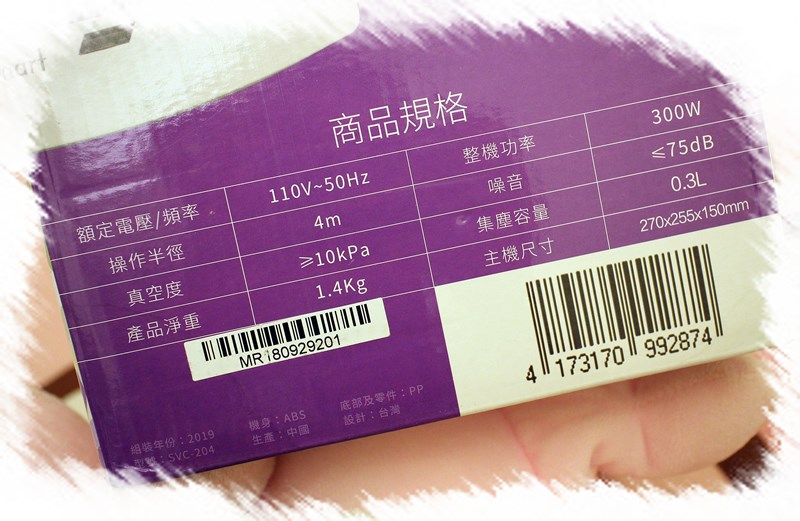 商品規格
額定電壓/頻率 110V~50Hz 整機功率 300W
操作半徑 4m 噪音 ≤75dB
真空度 ≥10kPa 集塵容量 0.3L
產品淨重 1.4Kg 主機尺寸 270x255x150mm
MR180929201
4 173170 992874
組裝年份：2019 機身：ABS 底部及零件：PP
型號：SVC-204 生產：中國 設計：台灣